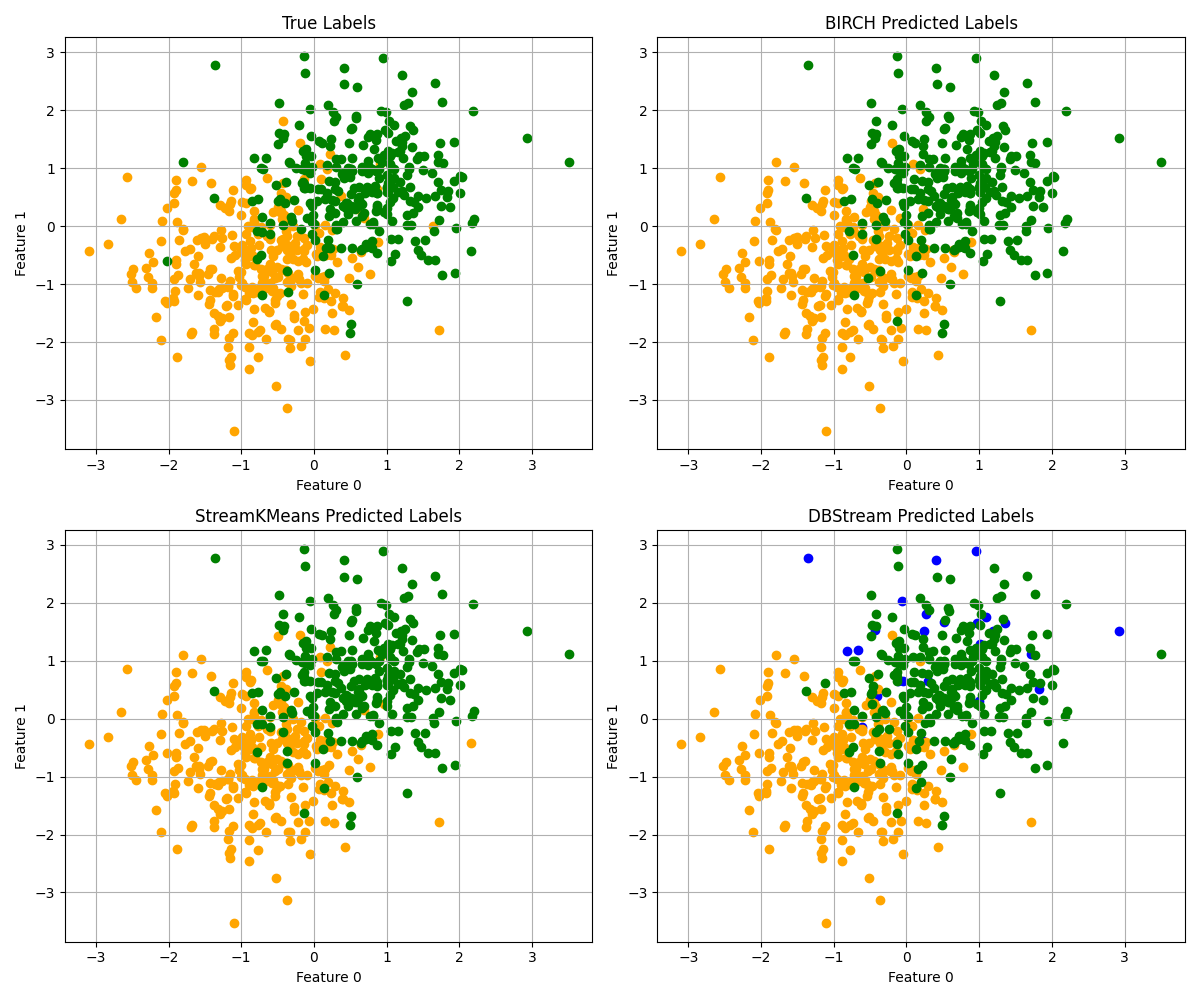 True Labels
3
2
1
0
−1
−2
−3
Feature 1
−3 −2 −1 0 1 2 3
Feature 0
BIRCH Predicted Labels
3
2
1
0
−1
−2
−3
Feature 1
−3 −2 −1 0 1 2 3
Feature 0
StreamKMeans Predicted Labels
3
2
1
0
−1
−2
−3
Feature 1
−3 −2 −1 0 1 2 3
Feature 0
DBStream Predicted Labels
3
2
1
0
−1
−2
−3
Feature 1
−3 −2 −1 0 1 2 3
Feature 0